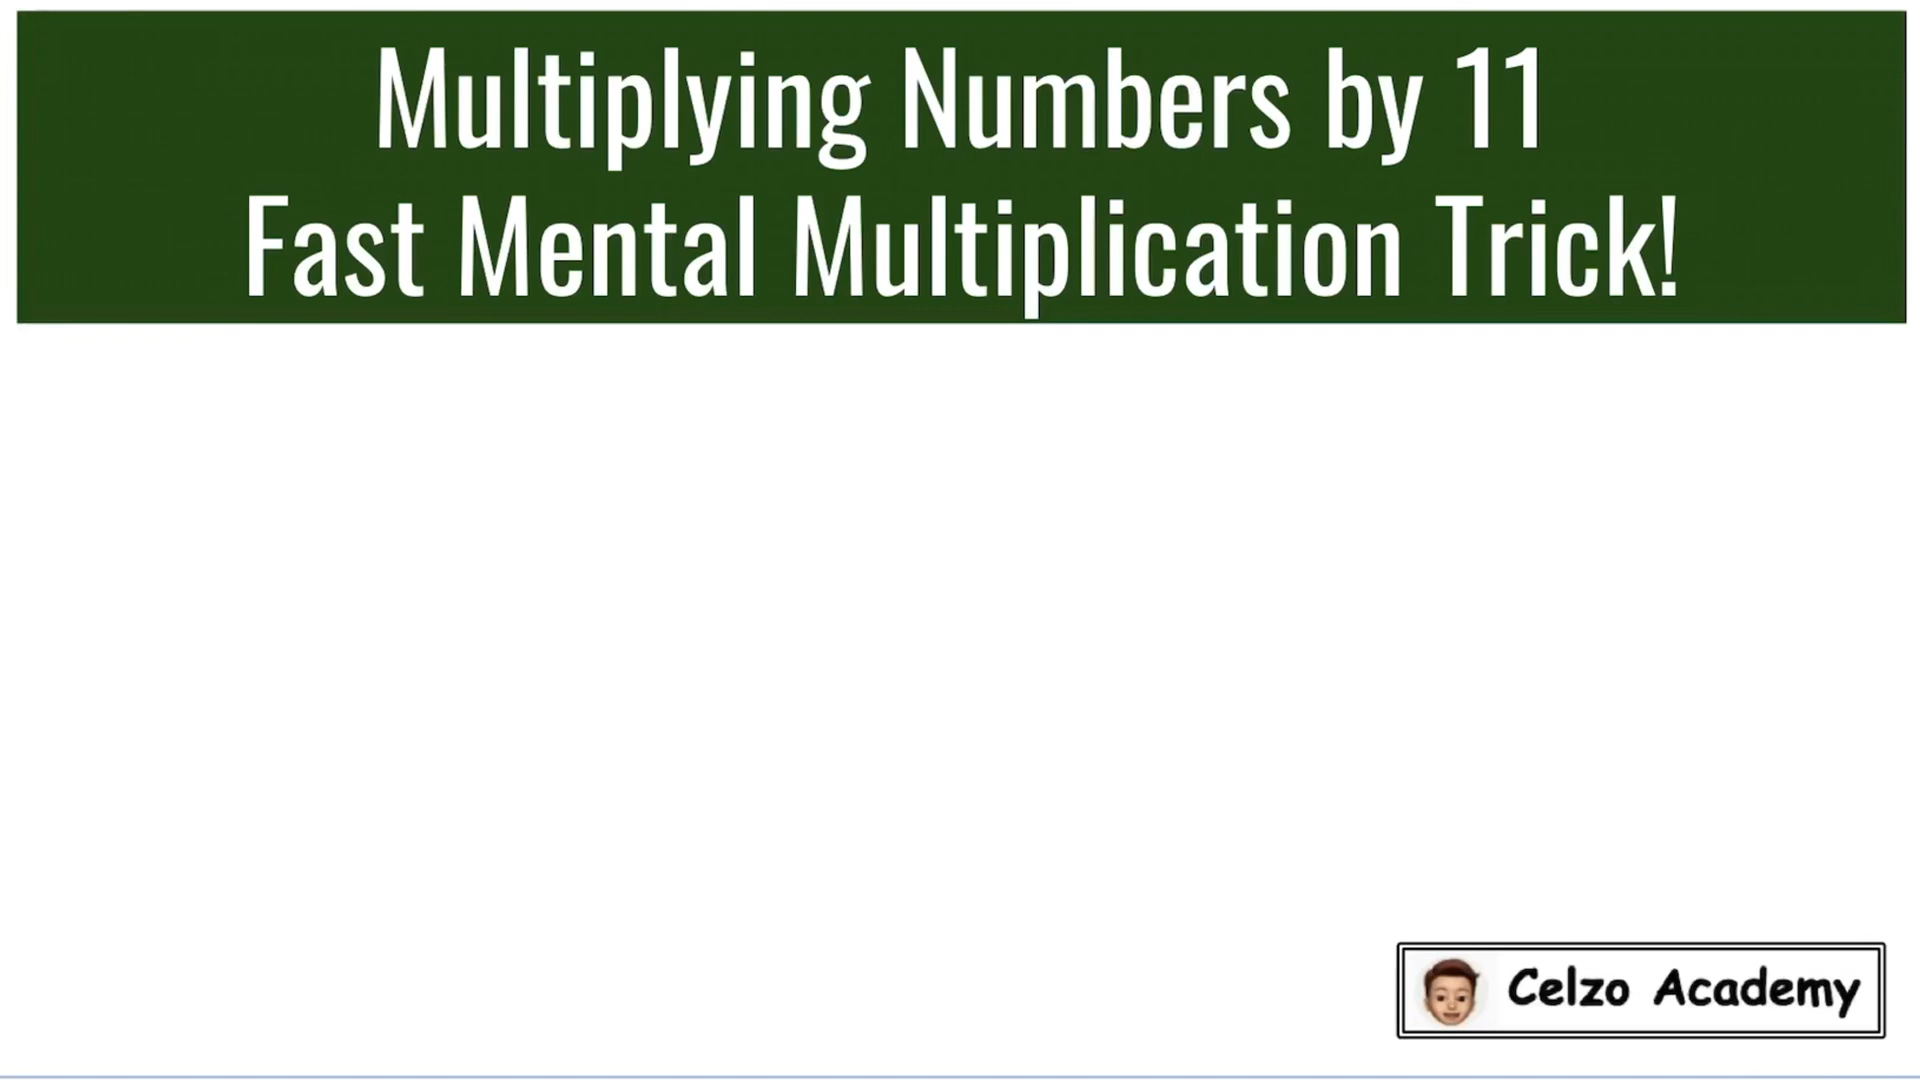 Multiplying Numbers by 11
Fast Mental Multiplication Trick!
Celzo Academy